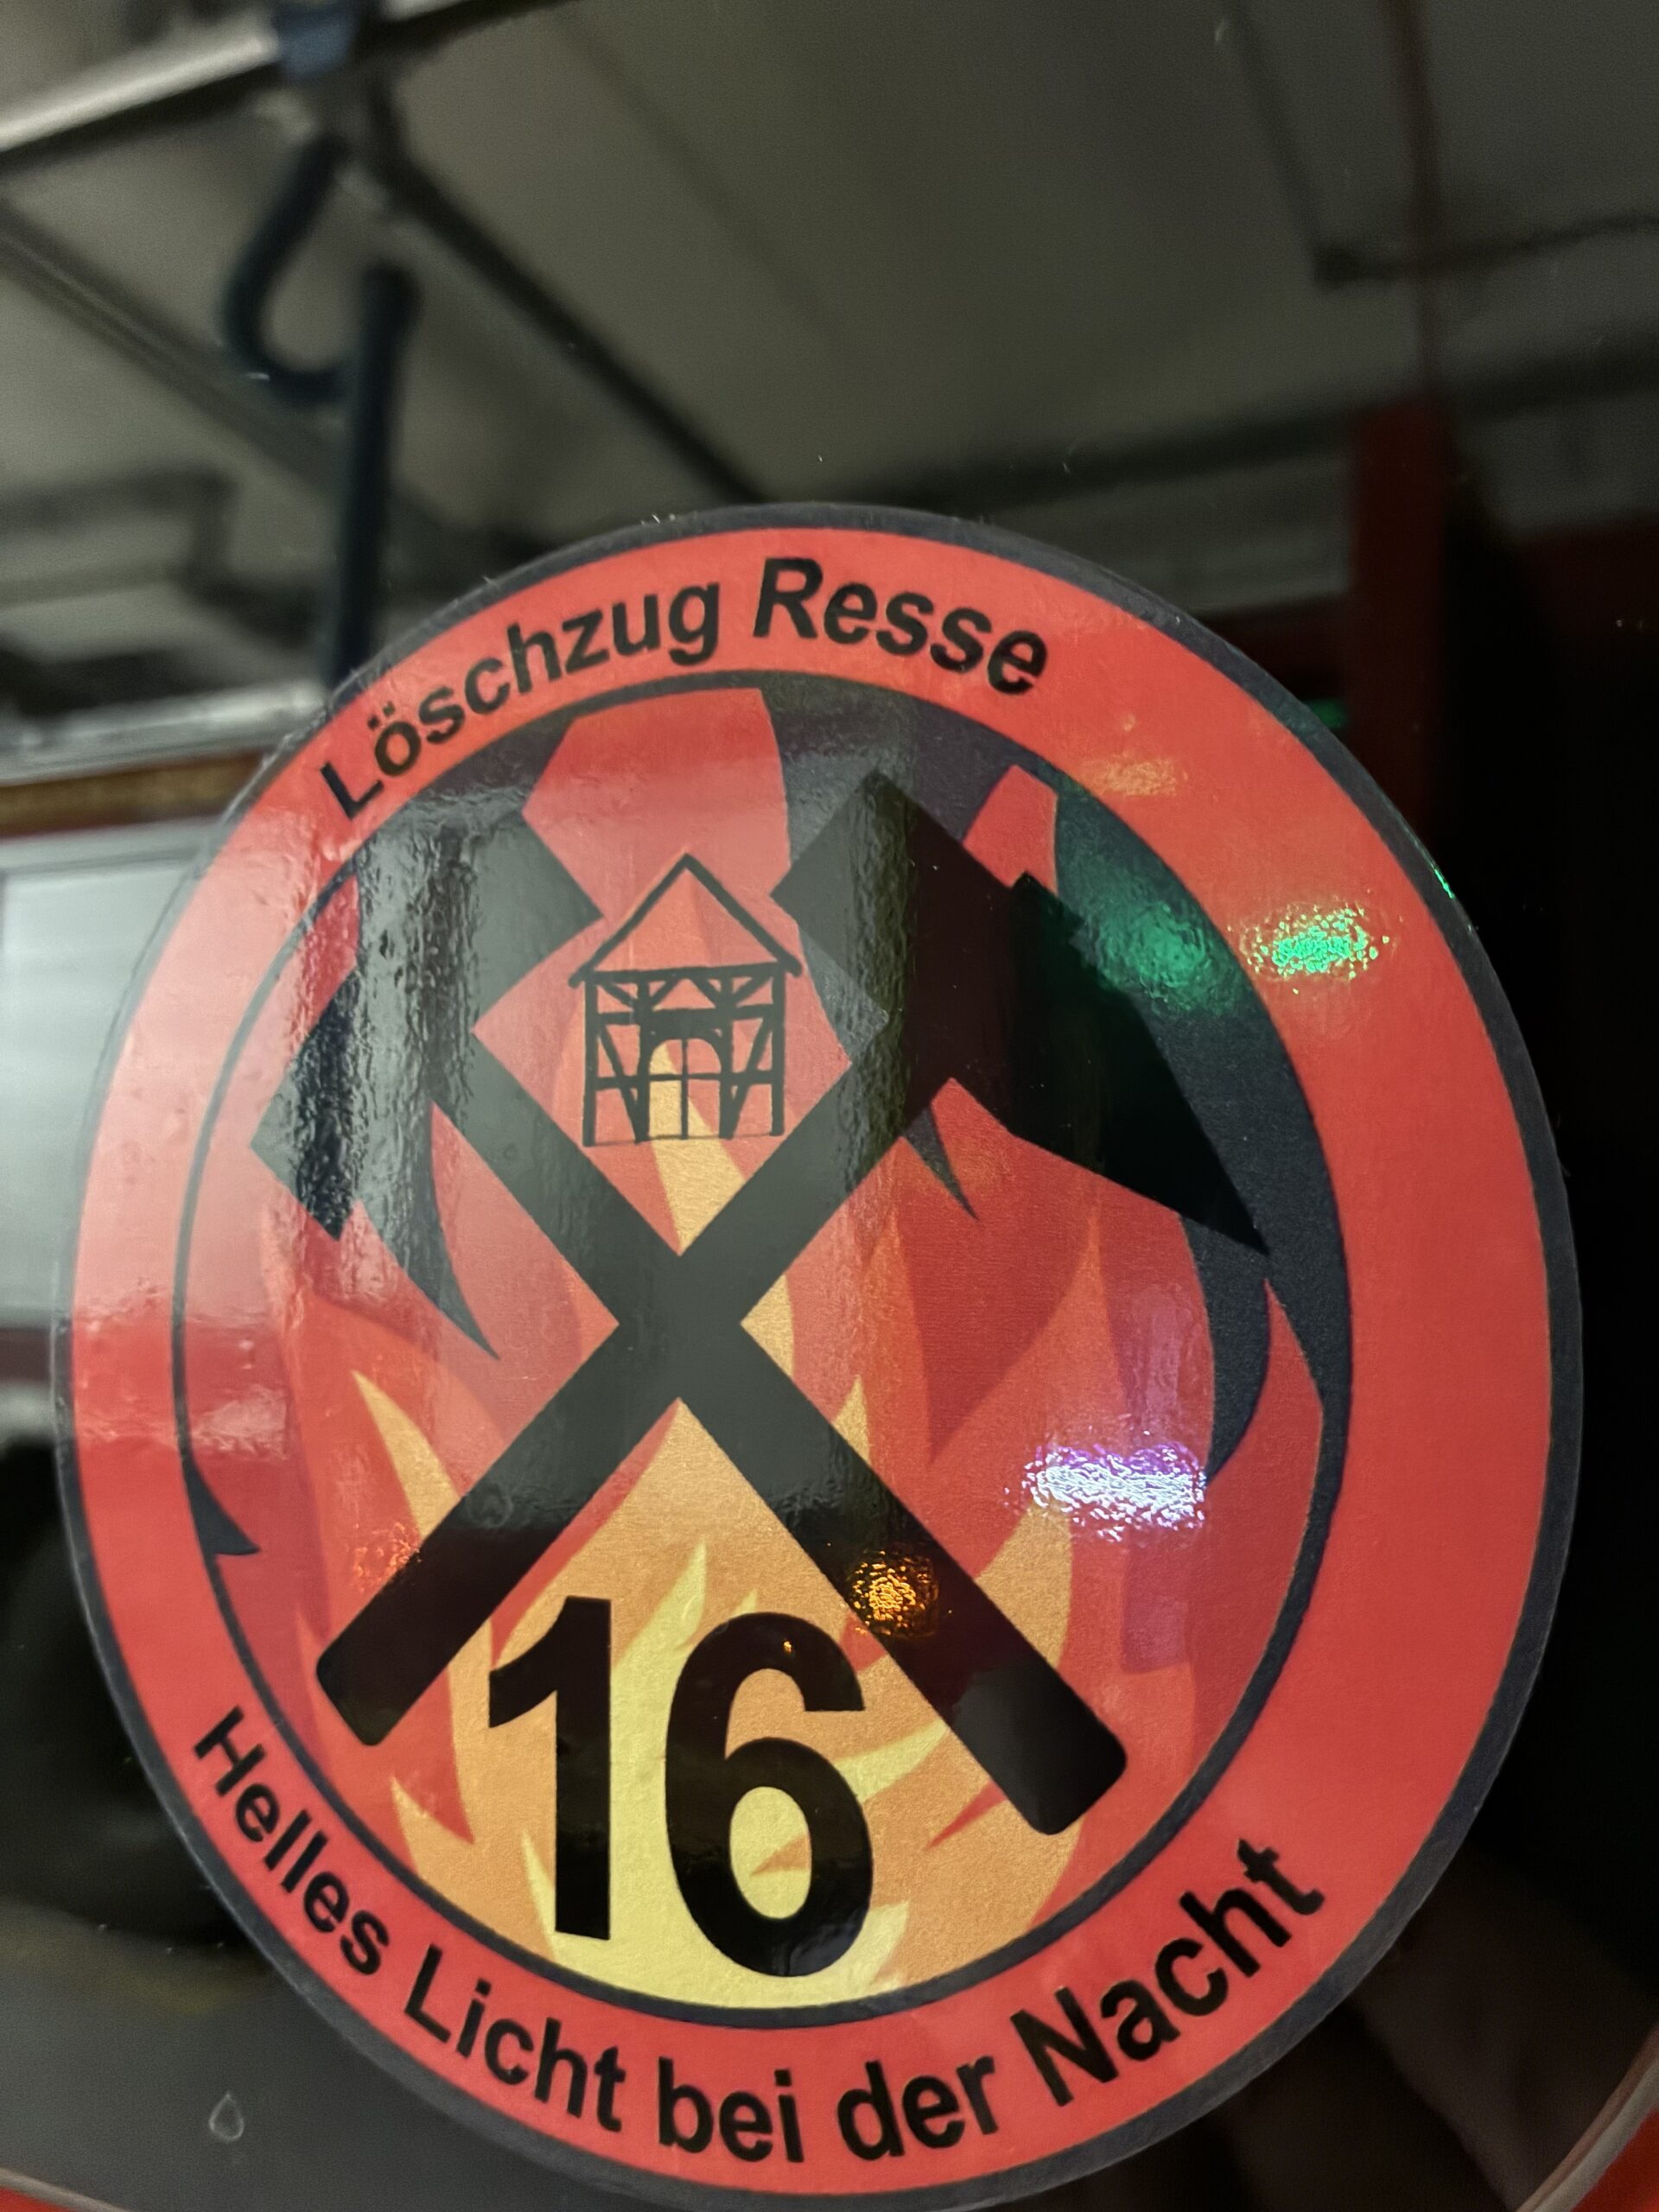 Löschzug Resse
16
Helles Licht bei der Nacht